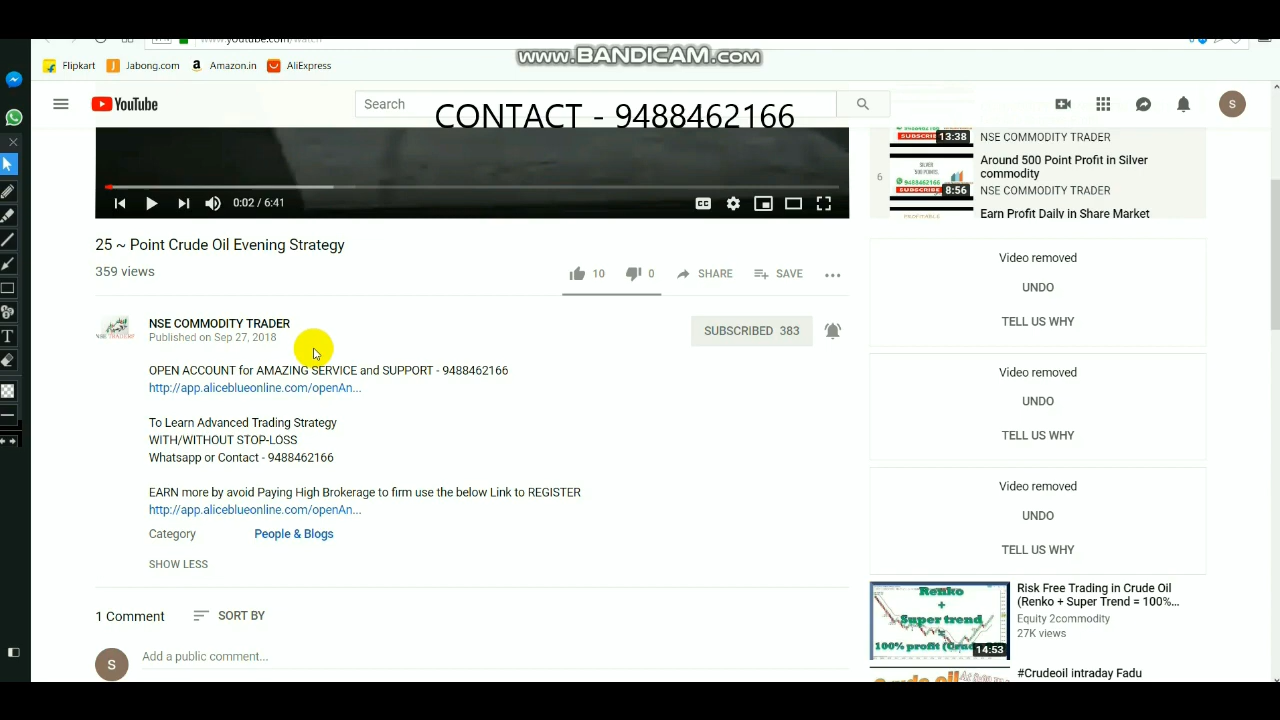 www.youtube.com/watch
WWW.BANDICAM.COM
Flipkart
Jabong.com
Amazon.in
AliExpress
YouTube
Search
CONTACT - 9488462166
S
13:38
NSE COMMODITY TRADER
6
Around 500 Point Profit in Silver
commodity
8:56
NSE COMMODITY TRADER
Earn Profit Daily in Share Market
0:02 / 6:41
25 ~ Point Crude Oil Evening Strategy
359 views
10
0
SHARE
SAVE
NSE COMMODITY TRADER
Published on Sep 27, 2018
SUBSCRIBED 383
OPEN ACCOUNT for AMAZING SERVICE and SUPPORT - 9488462166
http://app.aliceblueonline.com/openAn...
To Learn Advanced Trading Strategy
WITH/WITHOUT STOP-LOSS
Whatsapp or Contact - 9488462166
EARN more by avoid Paying High Brokerage to firm use the below Link to REGISTER
http://app.aliceblueonline.com/openAn...
Category
People & Blogs
SHOW LESS
1 Comment
SORT BY
S
Add a public comment...
Video removed
UNDO
TELL US WHY
Video removed
UNDO
TELL US WHY
Video removed
UNDO
TELL US WHY
Renko
+
Super trend
=
100% profit
14:53
Risk Free Trading in Crude Oil
(Renko + Super Trend = 100%...
Equity 2commodity
27K views
#Crudeoil intraday Fadu